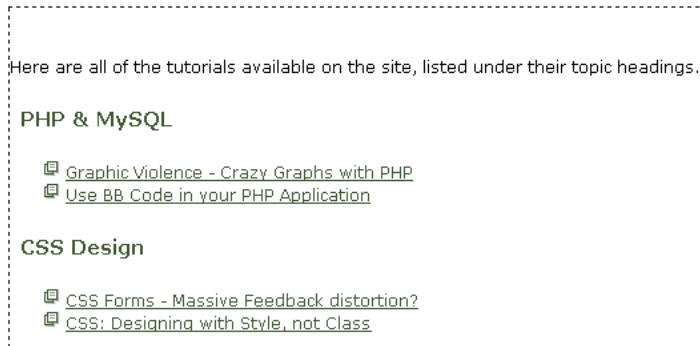 Here are all of the tutorials available on the site, listed under their topic headings.
PHP & MySQL
Graphic Violence - Crazy Graphs with PHP
Use BB Code in your PHP Application
CSS Design
CSS Forms - Massive Feedback distortion?
CSS: Designing with Style, not Class